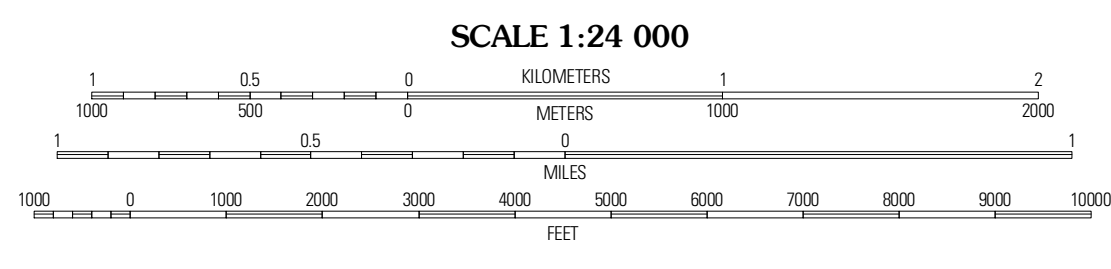 SCALE 1:24 000
1 0.5 0 KILOMETERS 1 2
1000 500 0 METERS 1000 2000
1 0.5 0 1
MILES
1000 0 1000 2000 3000 4000 5000 6000 7000 8000 9000 10000
FEET